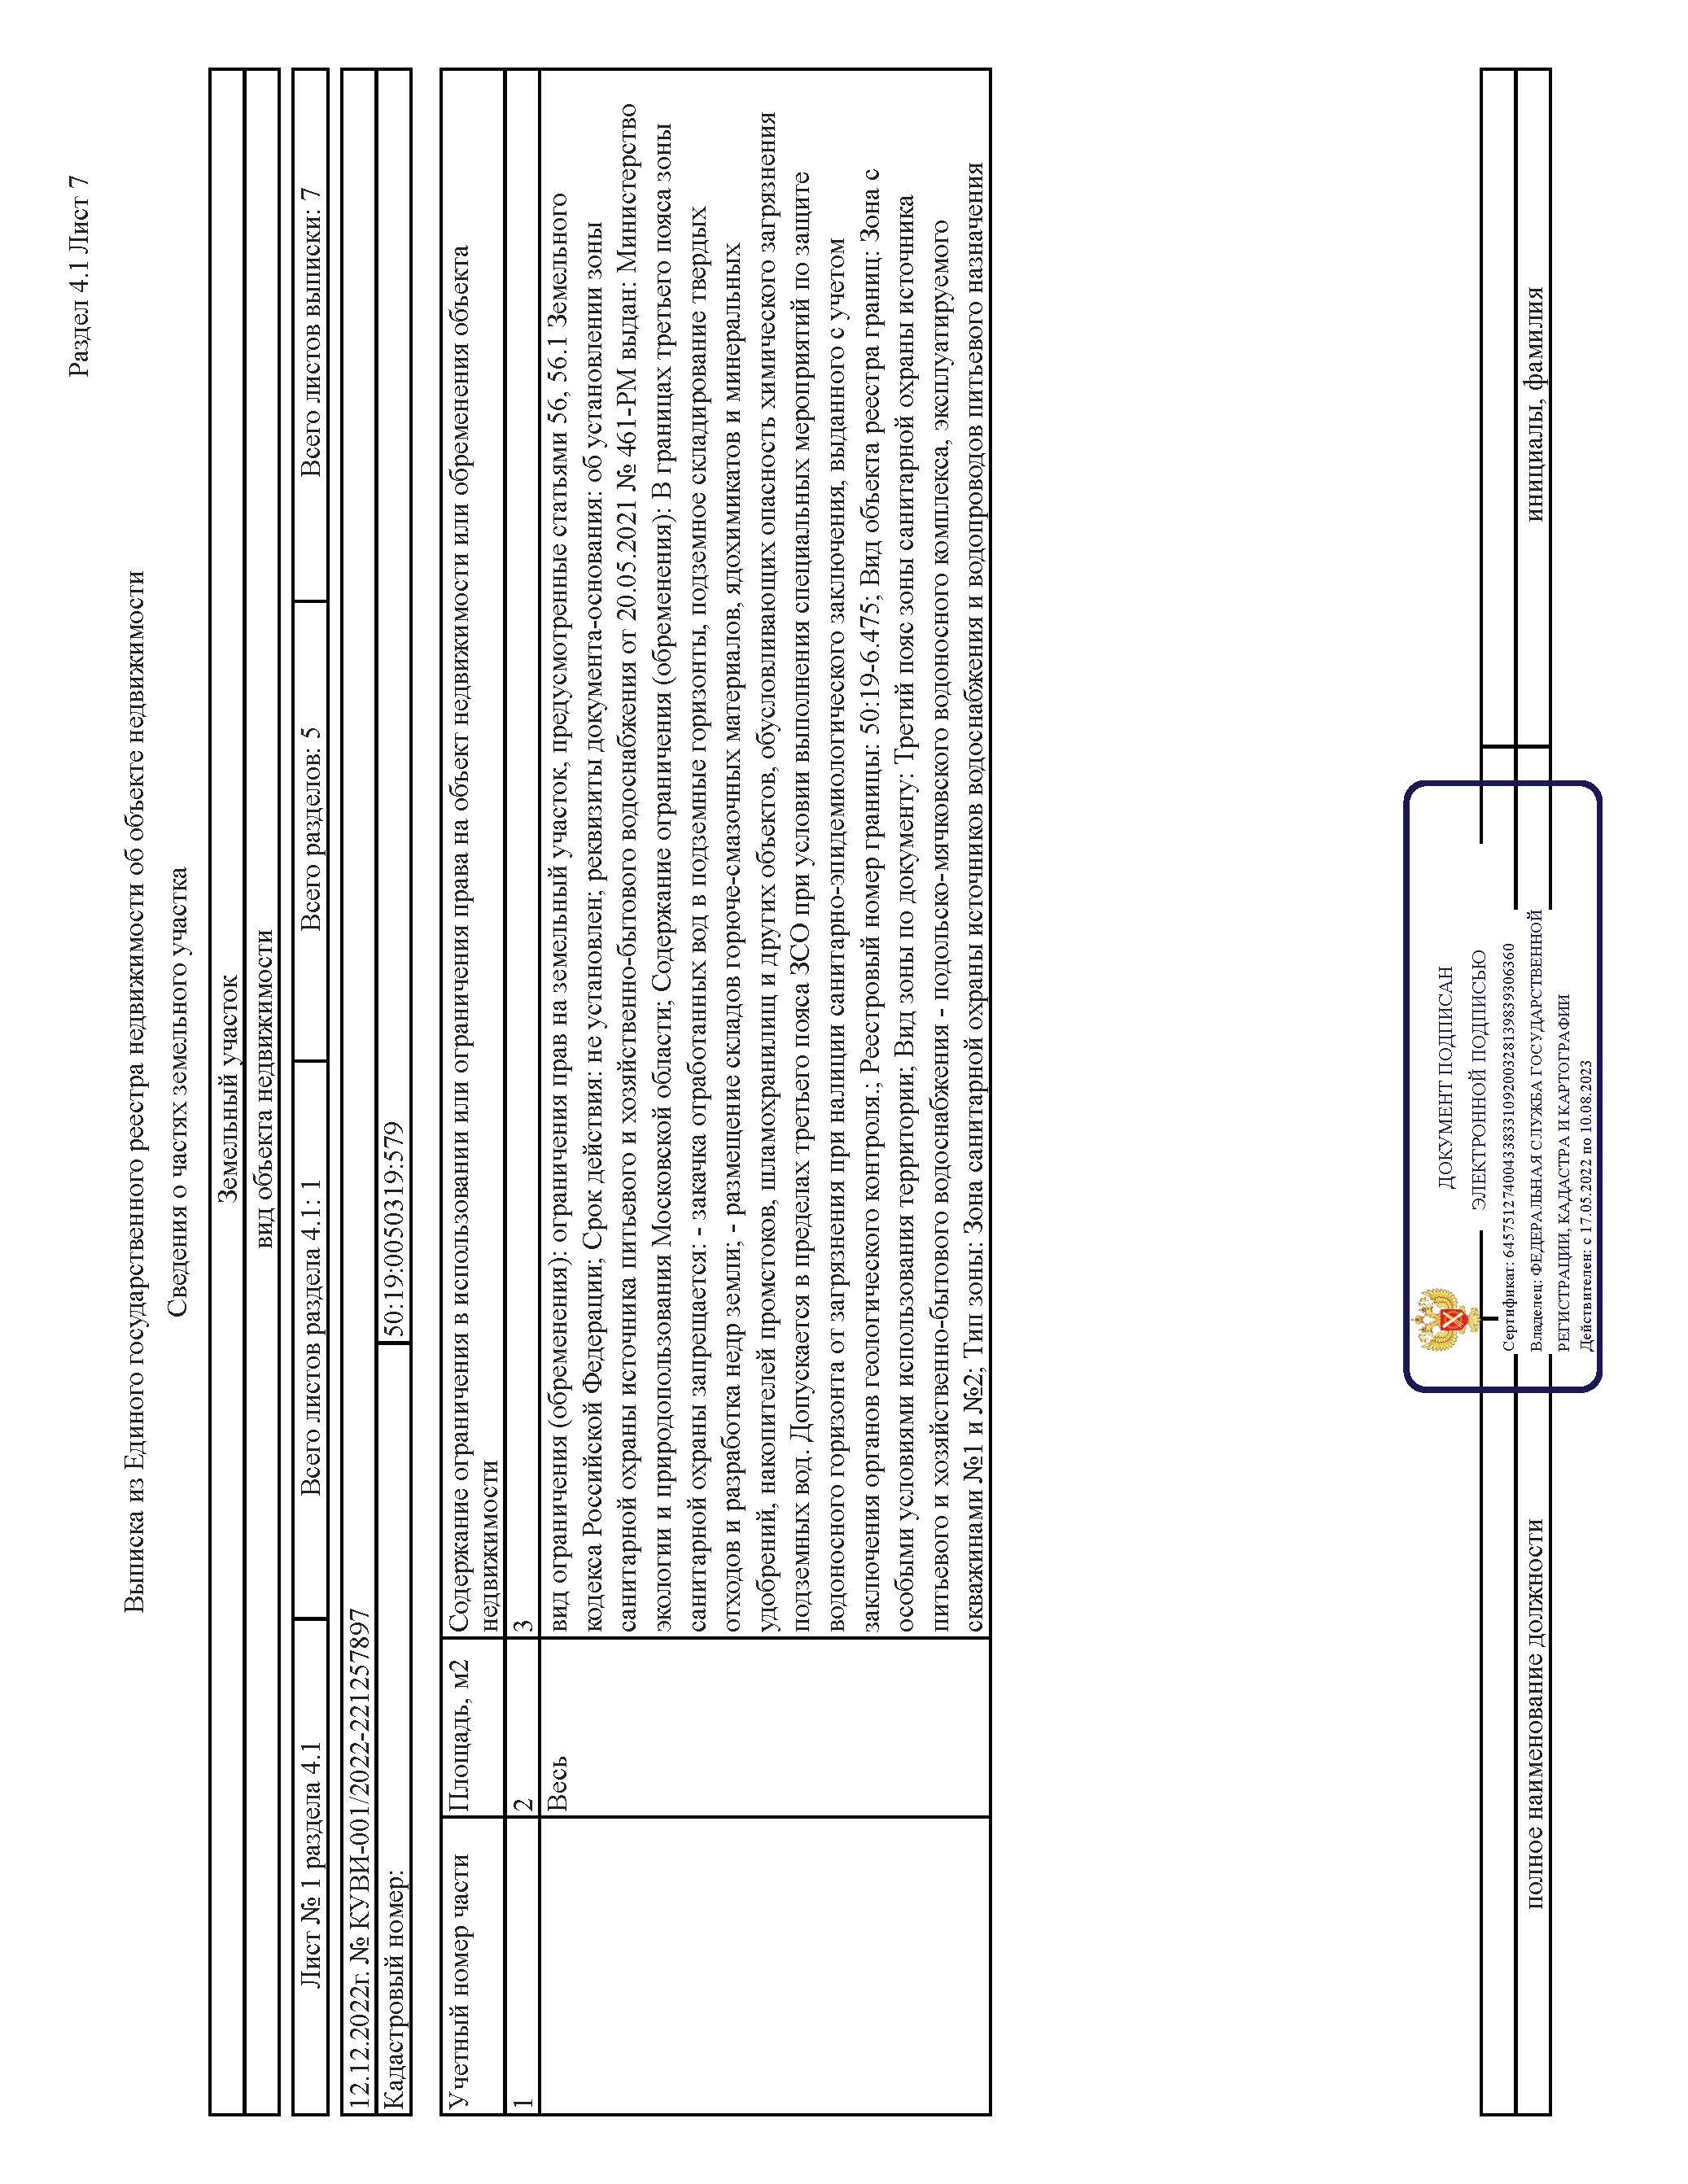 Раздел 4.1 Лист 7
Выписка из Единого государственного реестра недвижимости об объекте недвижимости
Сведения о частях земельного участка
Земельный участок
вид объекта недвижимости
Лист № 1 раздела 4.1 Всего листов раздела 4.1: 1 Всего разделов: 5 Всего листов выписки: 7
12.12.2022г. № КУВИ-001/2022-221257897
Кадастровый номер: 50:19:0050319:579
Учетный номер части Площадь, м2 Содержание ограничения в использовании или ограничения права на объект недвижимости или обременения объекта
недвижимости
1 2 3
Весь вид ограничения (обременения): ограничения прав на земельный участок, предусмотренные статьями 56, 56.1 Земельного
кодекса Российской Федерации; Срок действия: не установлен; реквизиты документа-основания: об установлении зоны
санитарной охраны источника питьевого и хозяйственно-бытового водоснабжения от 20.05.2021 № 461-РМ выдан: Министерство
экологии и природопользования Московской области; Содержание ограничения (обременения): В границах третьего пояса зоны
санитарной охраны запрещается: - закачка отработанных вод в подземные горизонты, подземное складирование твердых
отходов и разработка недр земли; - размещение складов горюче-смазочных материалов, ядохимикатов и минеральных
удобрений, накопителей промстоков, шламохранилищ и других объектов, обусловливающих опасность химического загрязнения
подземных вод. Допускается в пределах третьего пояса ЗСО при условии выполнения специальных мероприятий по защите
водоносного горизонта от загрязнения при налиции санитарно-эпидемиологического заключения, выданного с учетом
заключения органов геологического контроля.; Реестровый номер границы: 50:19-6.475; Вид объекта реестра границ: Зона с
особыми условиями использования территории; Вид зоны по документу: Третий пояс зоны санитарной охраны источника
питьевого и хозяйственно-бытового водоснабжения - подольско-мячковского водоносного комплекса, эксплуатируемого
скважинами №1 и №2; Тип зоны: Зона санитарной охраны источников водоснабжения и водопроводов питьевого назначения
ДОКУМЕНТ ПОДПИСАН
ЭЛЕКТРОННОЙ ПОДПИСЬЮ
Сертификат: 64575127400433833109200328139839306360
Владелец: ФЕДЕРАЛЬНАЯ СЛУЖБА ГОСУДАРСТВЕННОЙ
РЕГИСТРАЦИИ, КАДАСТРА И КАРТОГРАФИИ
Действителен: с 17.05.2022 по 10.08.2023
полное наименование должности инициалы, фамилия